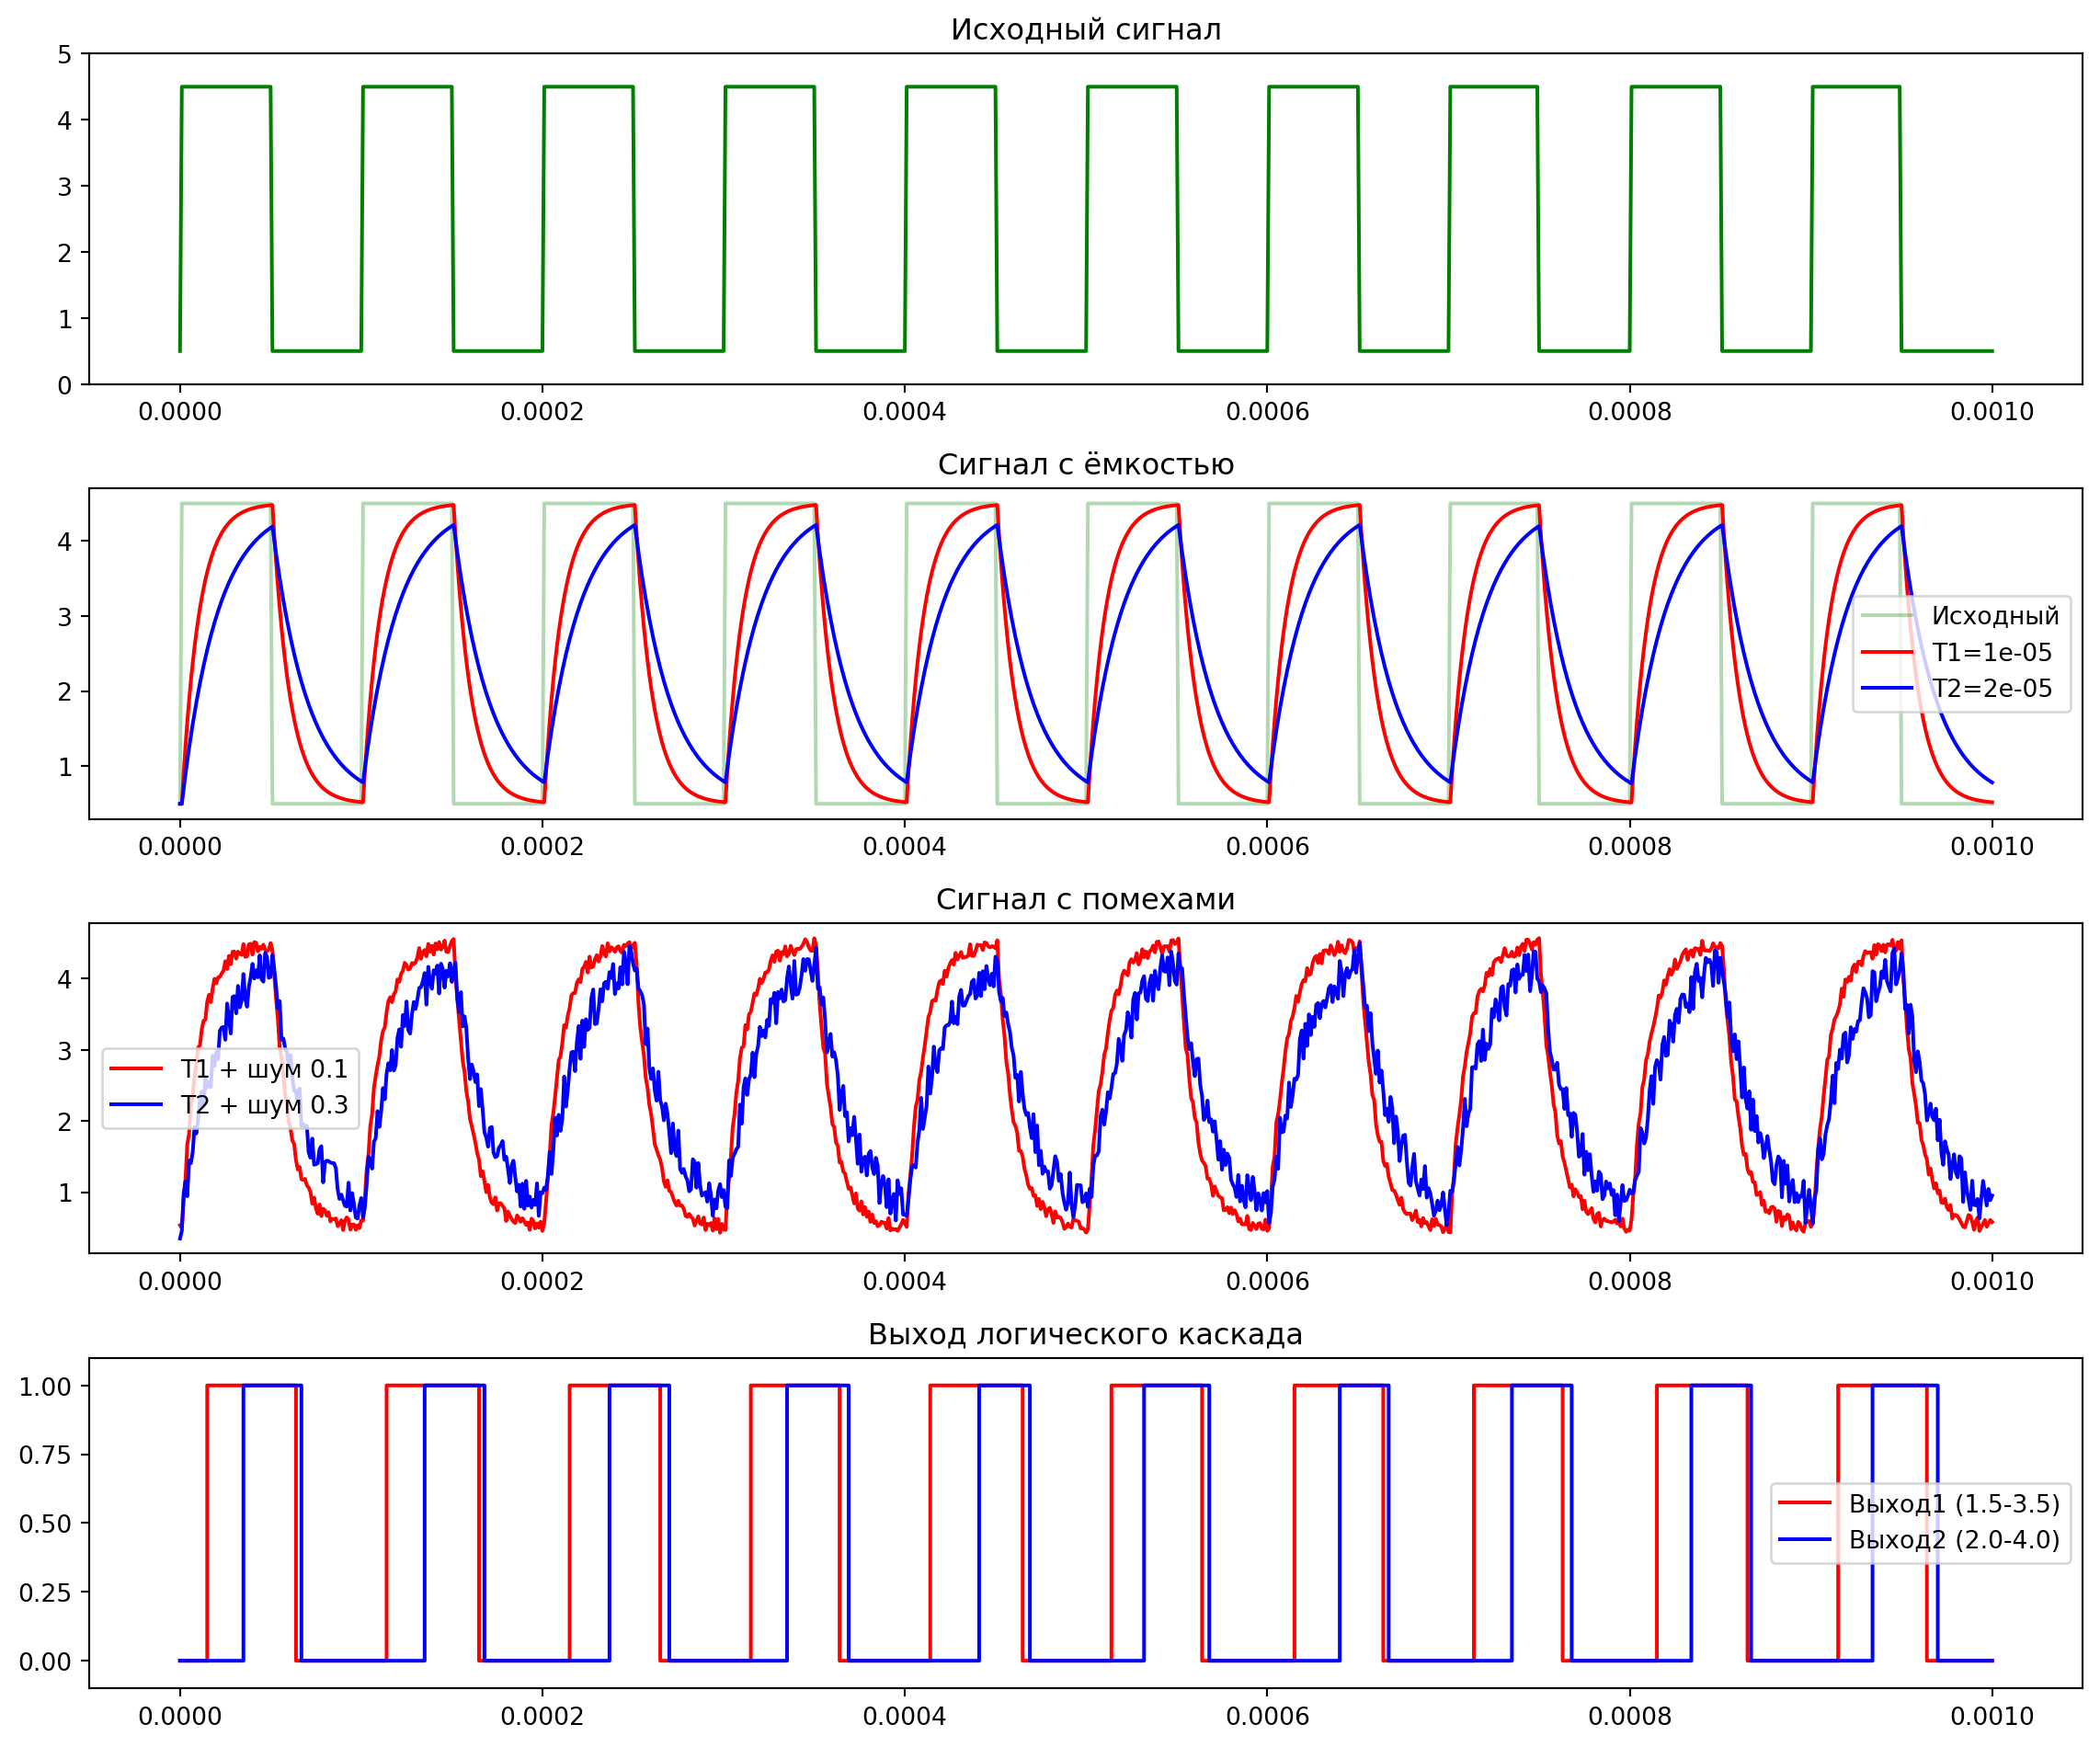 Исходный сигнал
5
4
3
2
1
0
0.0000 0.0002 0.0004 0.0006 0.0008 0.0010
Сигнал с ёмкостью
4
3
2
1
Исходный
T1=1e-05
T2=2e-05
0.0000 0.0002 0.0004 0.0006 0.0008 0.0010
Сигнал с помехами
4
3
2
1
T1 + шум 0.1
T2 + шум 0.3
0.0000 0.0002 0.0004 0.0006 0.0008 0.0010
Выход логического каскада
1.00
0.75
0.50
0.25
0.00
Выход1 (1.5-3.5)
Выход2 (2.0-4.0)
0.0000 0.0002 0.0004 0.0006 0.0008 0.0010